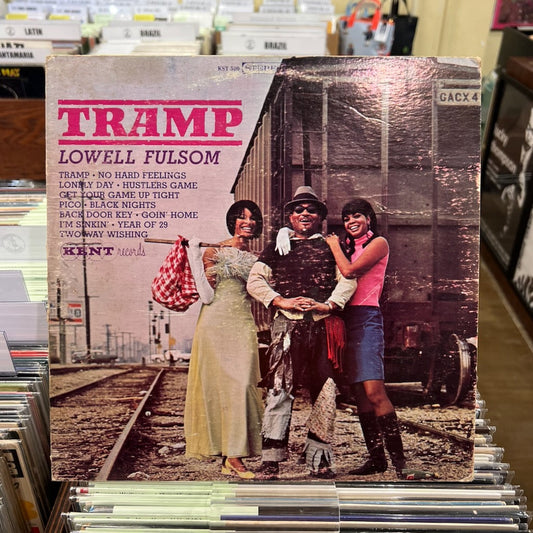 LATIN
BRAZIL
BRAZIL
KST 520 STEREO
GACX 4
TRAMP
LOWELL FULSOM
TRAMP • NO HARD FEELINGS
LONELY DAY • HUSTLERS GAME
GET YOUR GAME UP TIGHT
PICO • BLACK NIGHTS
BACK DOOR KEY • GOIN' HOME
I'M SINKIN' • YEAR OF 29
TWO WAY WISHING
KENT records